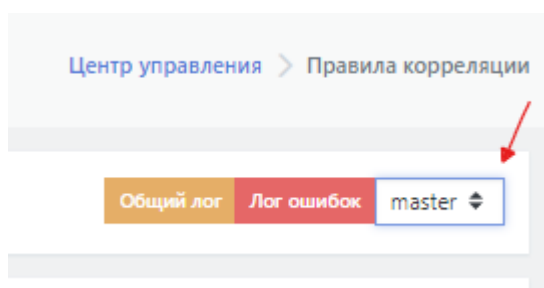 Центр управления > Правила корреляции
Общий лог Лог ошибок master